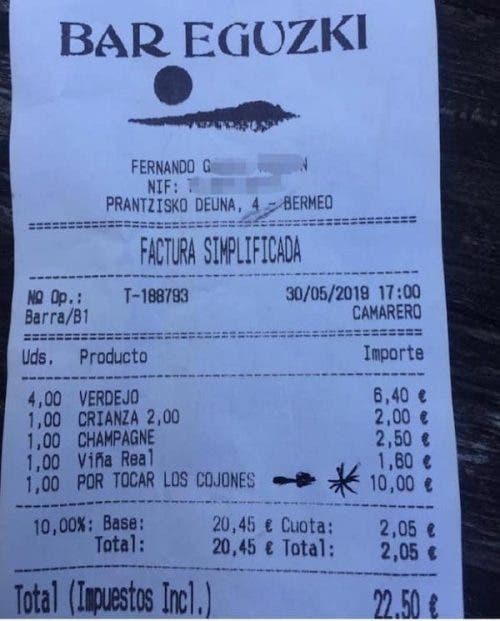 BAR EGUZKI
FERNANDO
NIF:
PRANTZISKO DEUNA, 4 - BERMEO
FACTURA SIMPLIFICADA
Nº Op.: T-188793 30/05/2019 17:00
Barra/B1 CAMARERO
Uds. Producto Importe
4,00 VERDEJO 6,40 €
1,00 CRIANZA 2,00 2,00 €
1,00 CHAMPAGNE 2,50 €
1,00 Viña Real 1,60 €
1,00 POR TOCAR LOS COJONES 10,00 €
10,00%: Base: 20,45 € Cuota: 2,05 €
Total: 20,45 € Total: 2,05 €
Total (Impuestos Incl.) 22,50 €